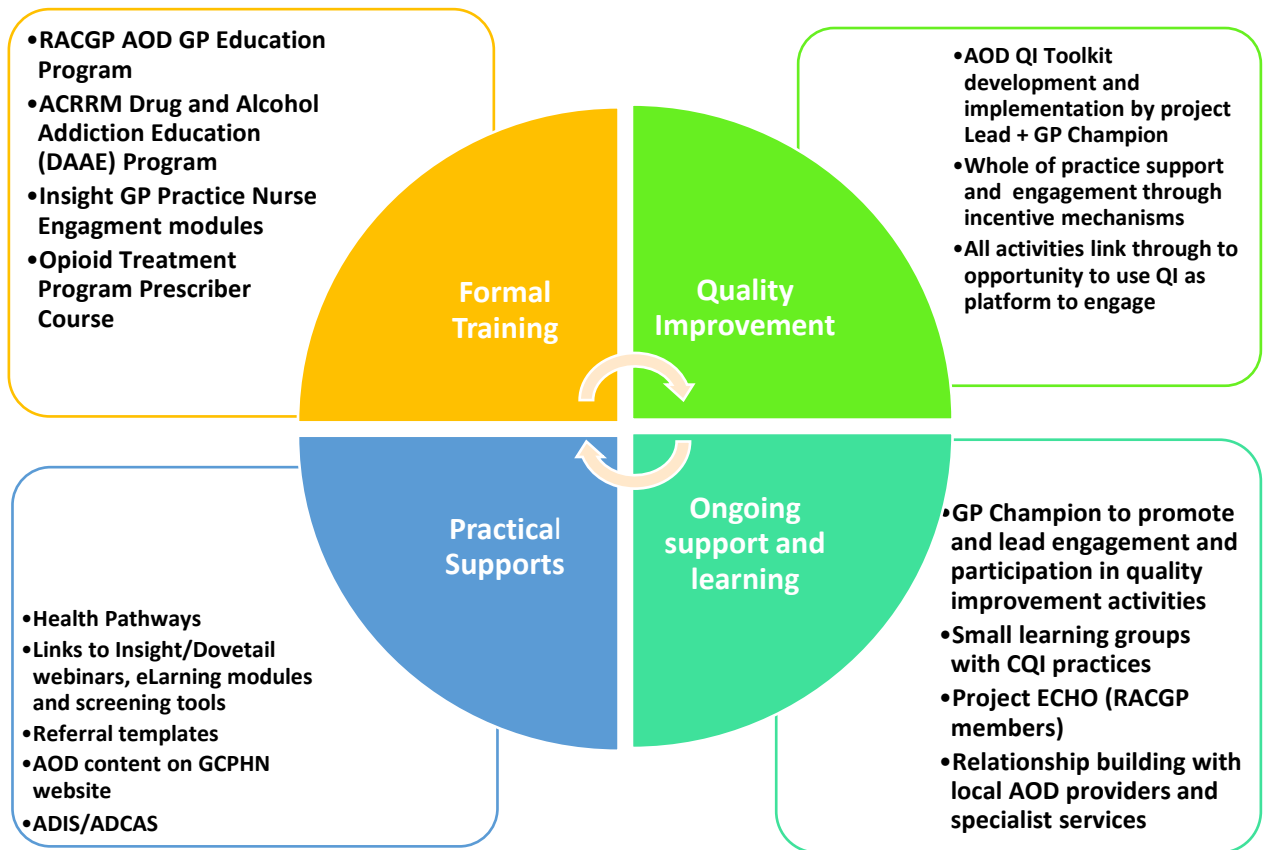 •RACGP AOD GP Education
Program
•ACRRM Drug and Alcohol
Addiction Education
(DAAE) Program
•Insight GP Practice Nurse
Engagment modules
•Opioid Treatment
Program Prescriber
Course
•AOD QI Toolkit
development and
implementation by project
Lead + GP Champion
•Whole of practice support
and engagement through
incentive mechanisms
•All activities link through to
opportunity to use QI as
platform to engage
Formal
Training
Quality
Improvement
Practical
Supports
Ongoing
support and
learning
•Health Pathways
•Links to Insight/Dovetail
webinars, eLarning modules
and screening tools
•Referral templates
•AOD content on GCPHN
website
•ADIS/ADCAS
•GP Champion to promote
and lead engagement and
participation in quality
improvement activities
•Small learning groups
with CQI practices
•Project ECHO (RACGP
members)
•Relationship building with
local AOD providers and
specialist services